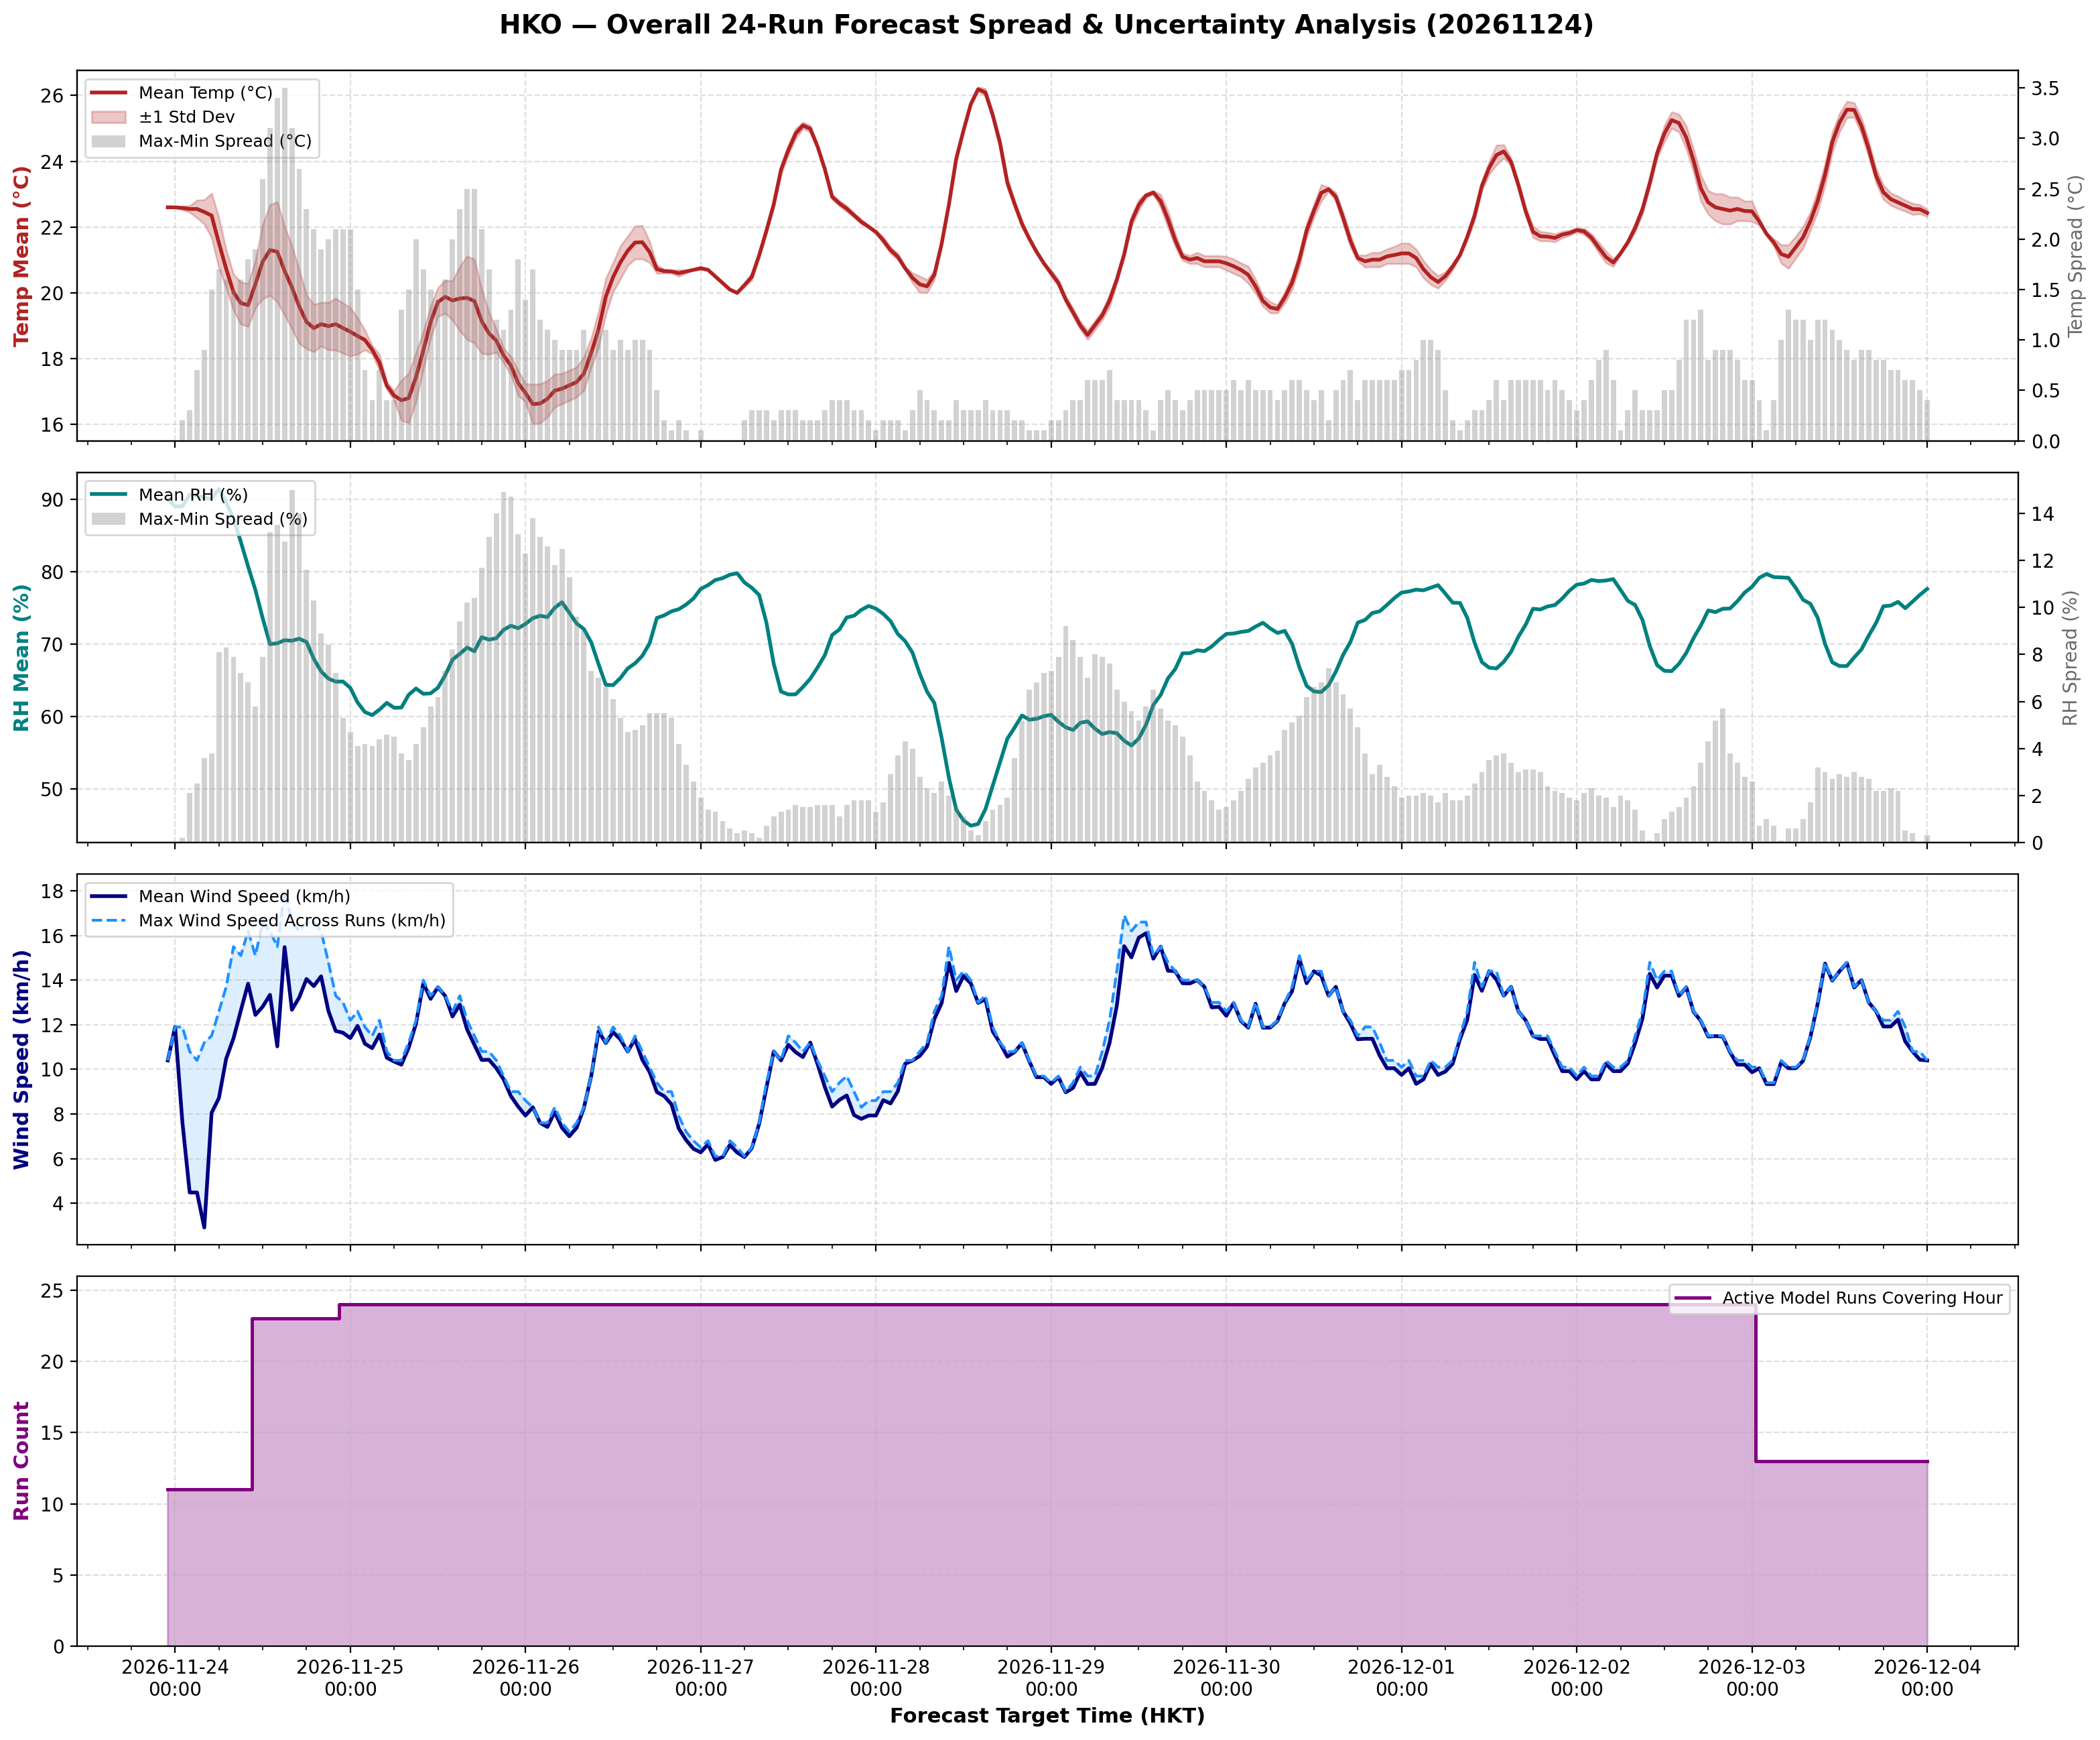 HKO — Overall 24-Run Forecast Spread & Uncertainty Analysis (20261124)
Mean Temp (°C)
±1 Std Dev
Max-Min Spread (°C)
Temp Mean (°C)
26
24
22
20
18
16
3.5
3.0
2.5
2.0
1.5
1.0
0.5
0.0
Temp Spread (°C)
Mean RH (%)
Max-Min Spread (%)
RH Mean (%)
90
80
70
60
50
14
12
10
8
6
4
2
0
RH Spread (%)
Mean Wind Speed (km/h)
Max Wind Speed Across Runs (km/h)
Wind Speed (km/h)
18
16
14
12
10
8
6
4
Active Model Runs Covering Hour
Run Count
25
20
15
10
5
0
2026-11-24 2026-11-25 2026-11-26 2026-11-27 2026-11-28 2026-11-29 2026-11-30 2026-12-01 2026-12-02 2026-12-03 2026-12-04
00:00 00:00 00:00 00:00 00:00 00:00 00:00 00:00 00:00 00:00 00:00
Forecast Target Time (HKT)